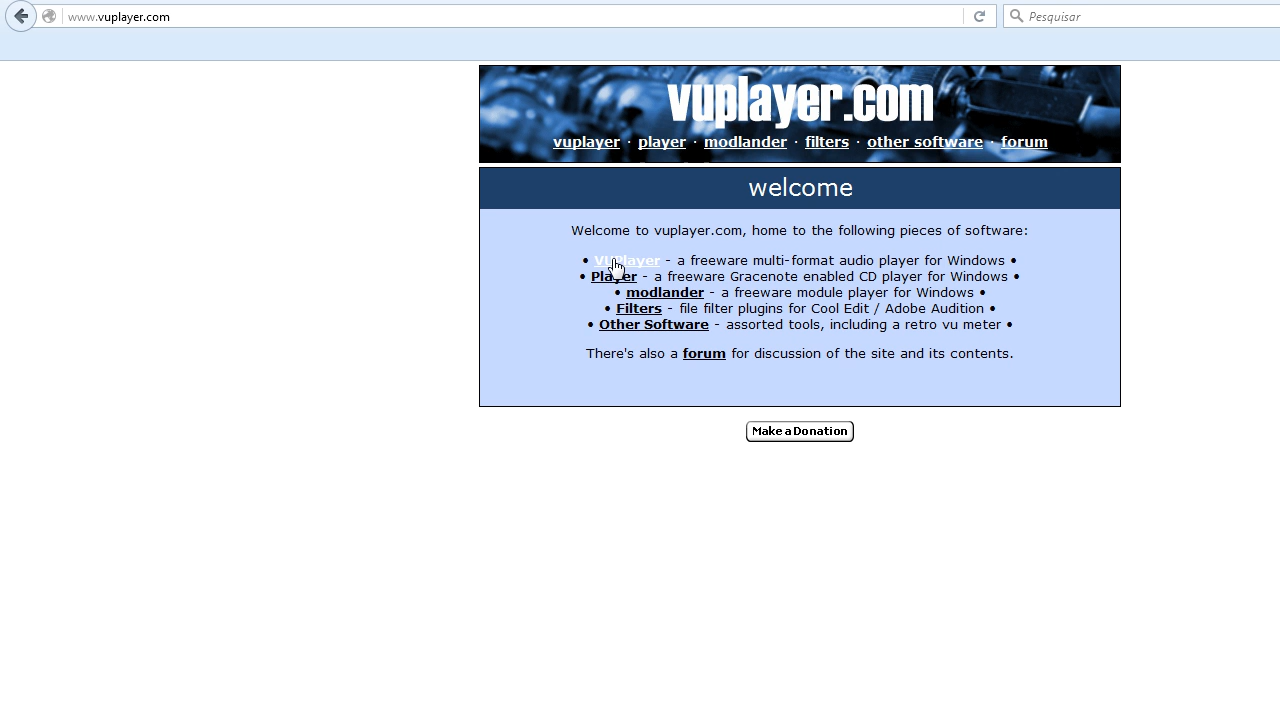 www.vuplayer.com
Pesquisar
vuplayer.com
vuplayer · player · modlander · filters · other software · forum
welcome
Welcome to vuplayer.com, home to the following pieces of software:
• VUPlayer - a freeware multi-format audio player for Windows •
• Player - a freeware Gracenote enabled CD player for Windows •
• modlander - a freeware module player for Windows •
• Filters - file filter plugins for Cool Edit / Adobe Audition •
• Other Software - assorted tools, including a retro vu meter •
There's also a forum for discussion of the site and its contents.
Make a Donation